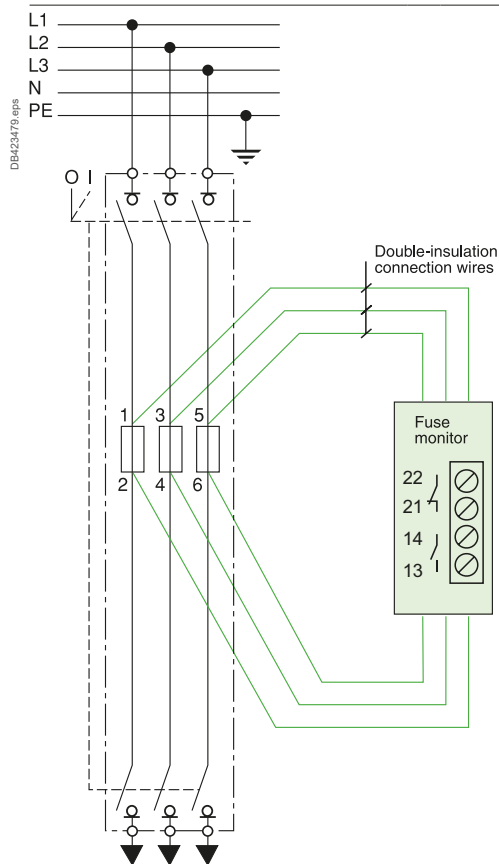 L1
L2
L3
N
PE
DB423479.eps
O I
Double-insulation
connection wires
1 3 5
2 4 6
Fuse
monitor
22
21
14
13